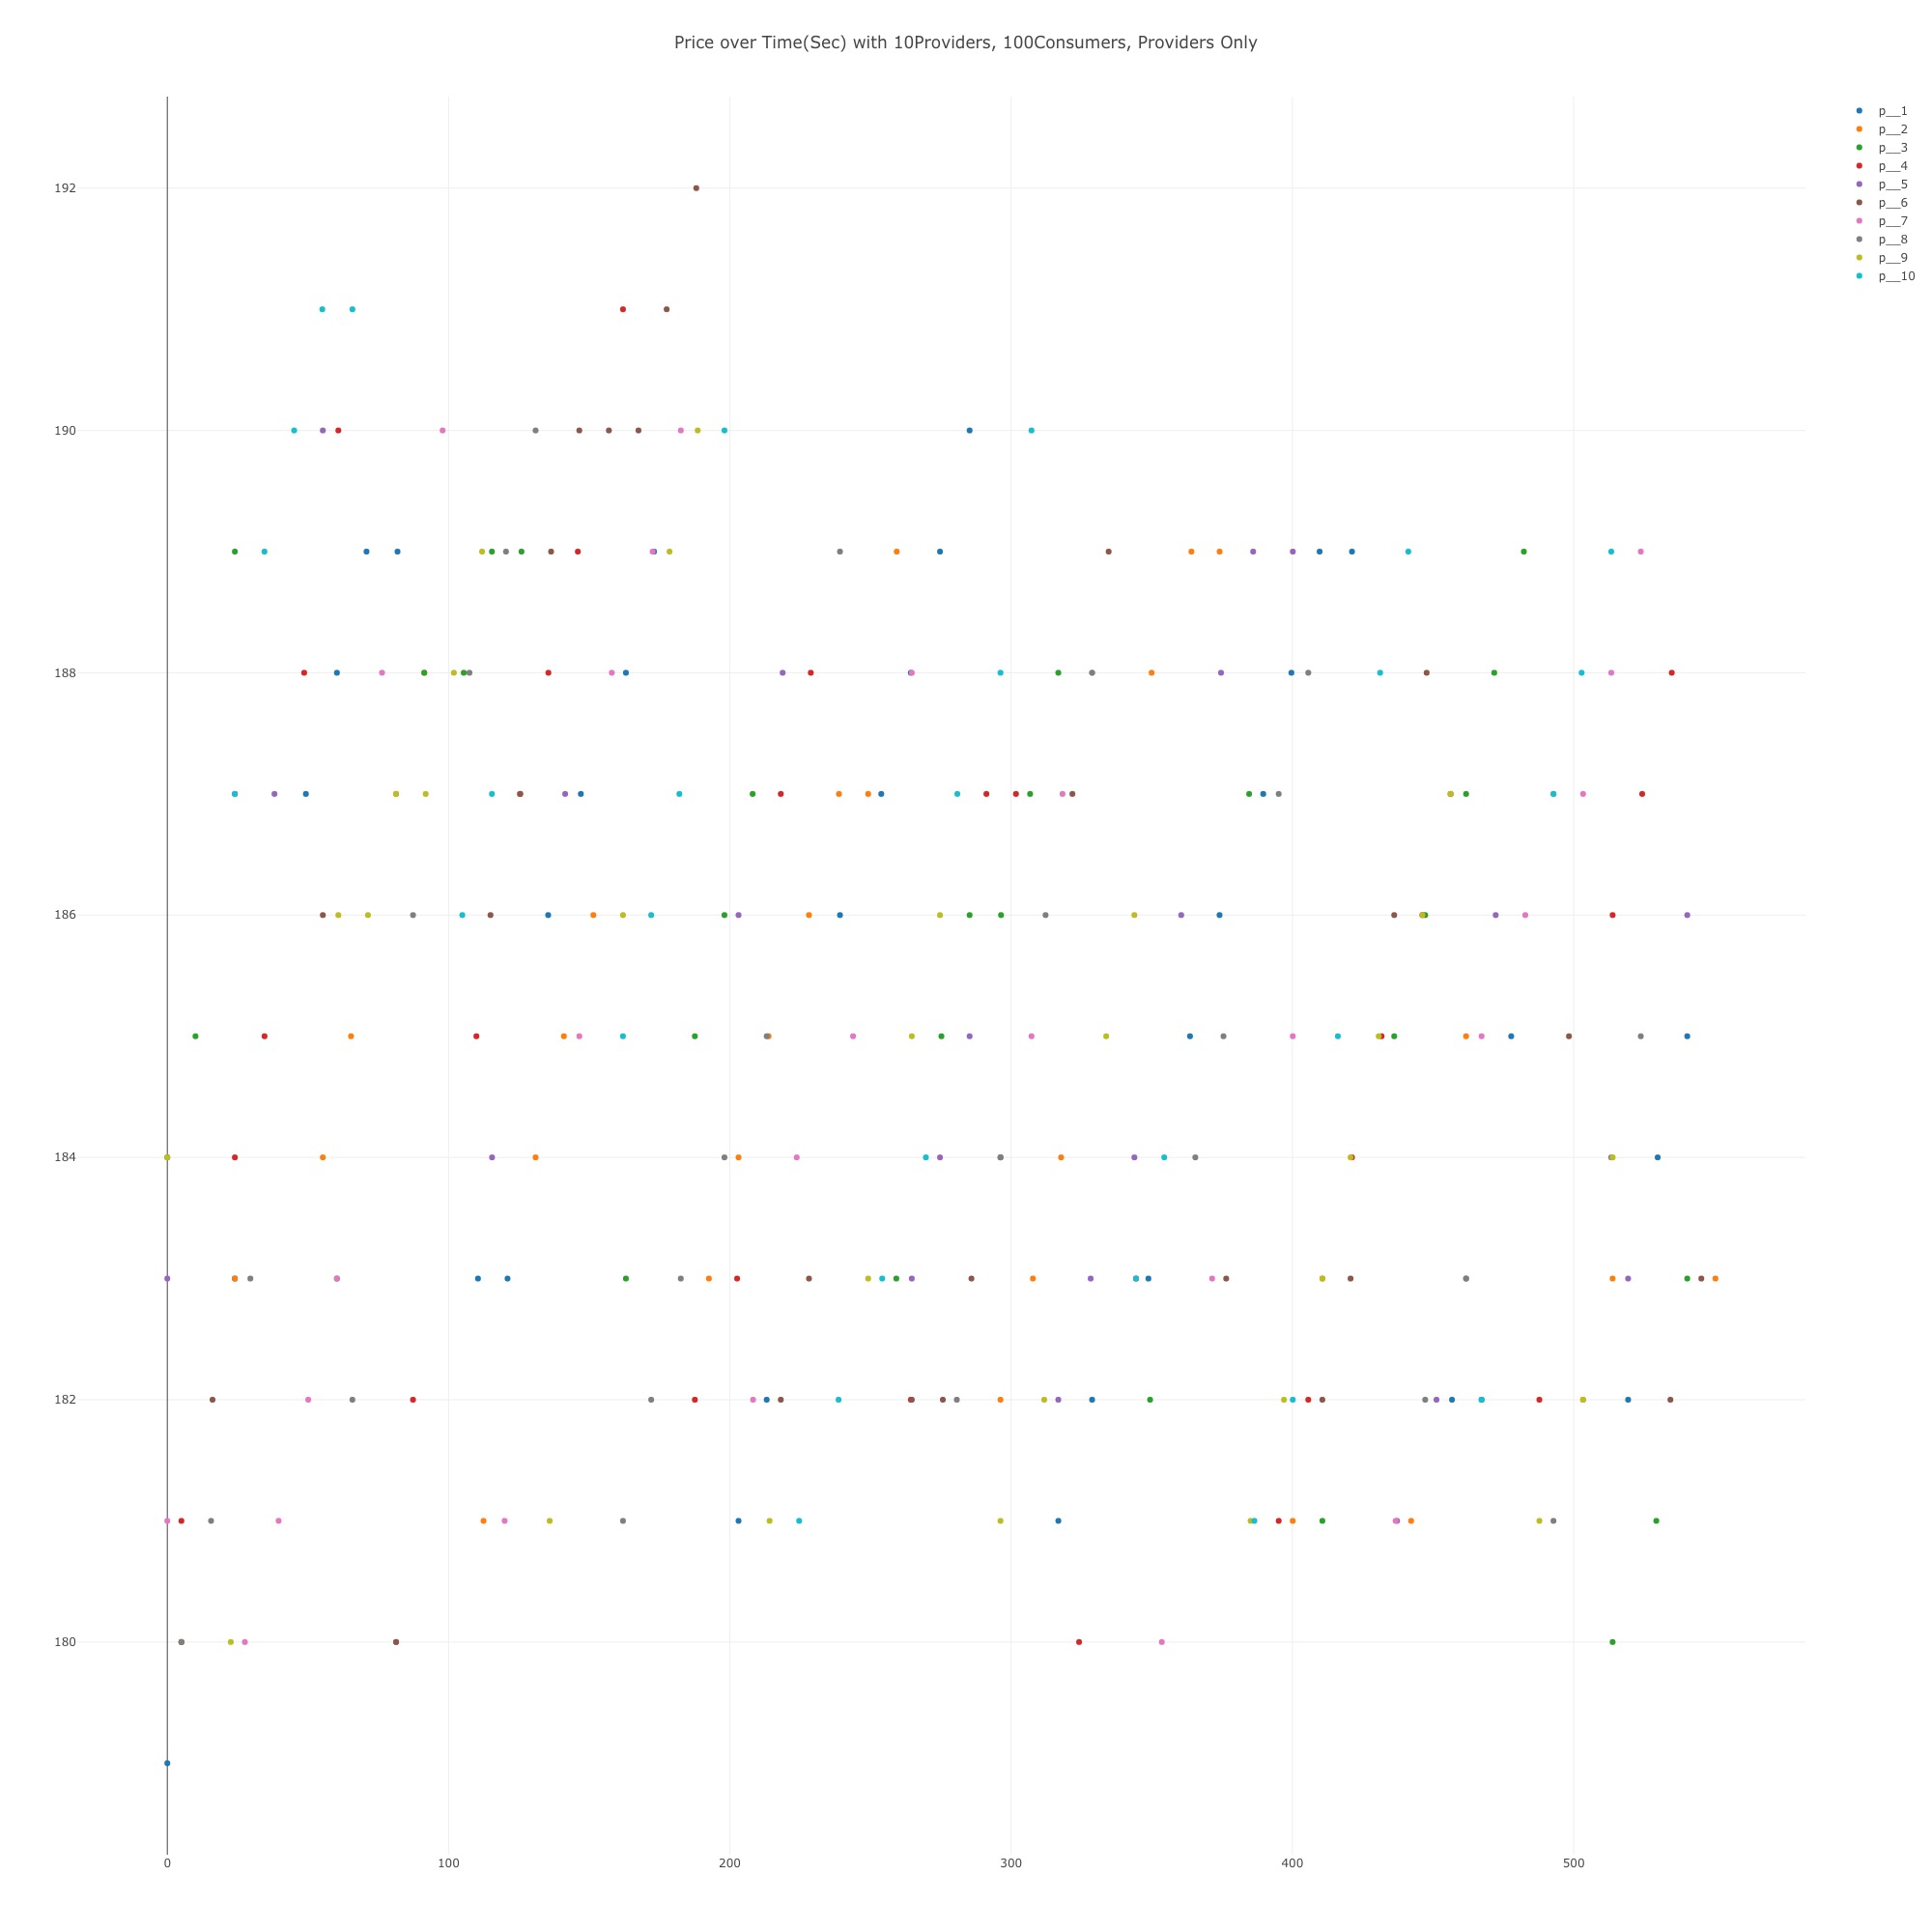 Price over Time(Sec) with 10Providers, 100Consumers, Providers Only
p__1
p__2
p__3
p__4
p__5
p__6
p__7
p__8
p__9
p__10
192
190
188
186
184
182
180
0
100
200
300
400
500